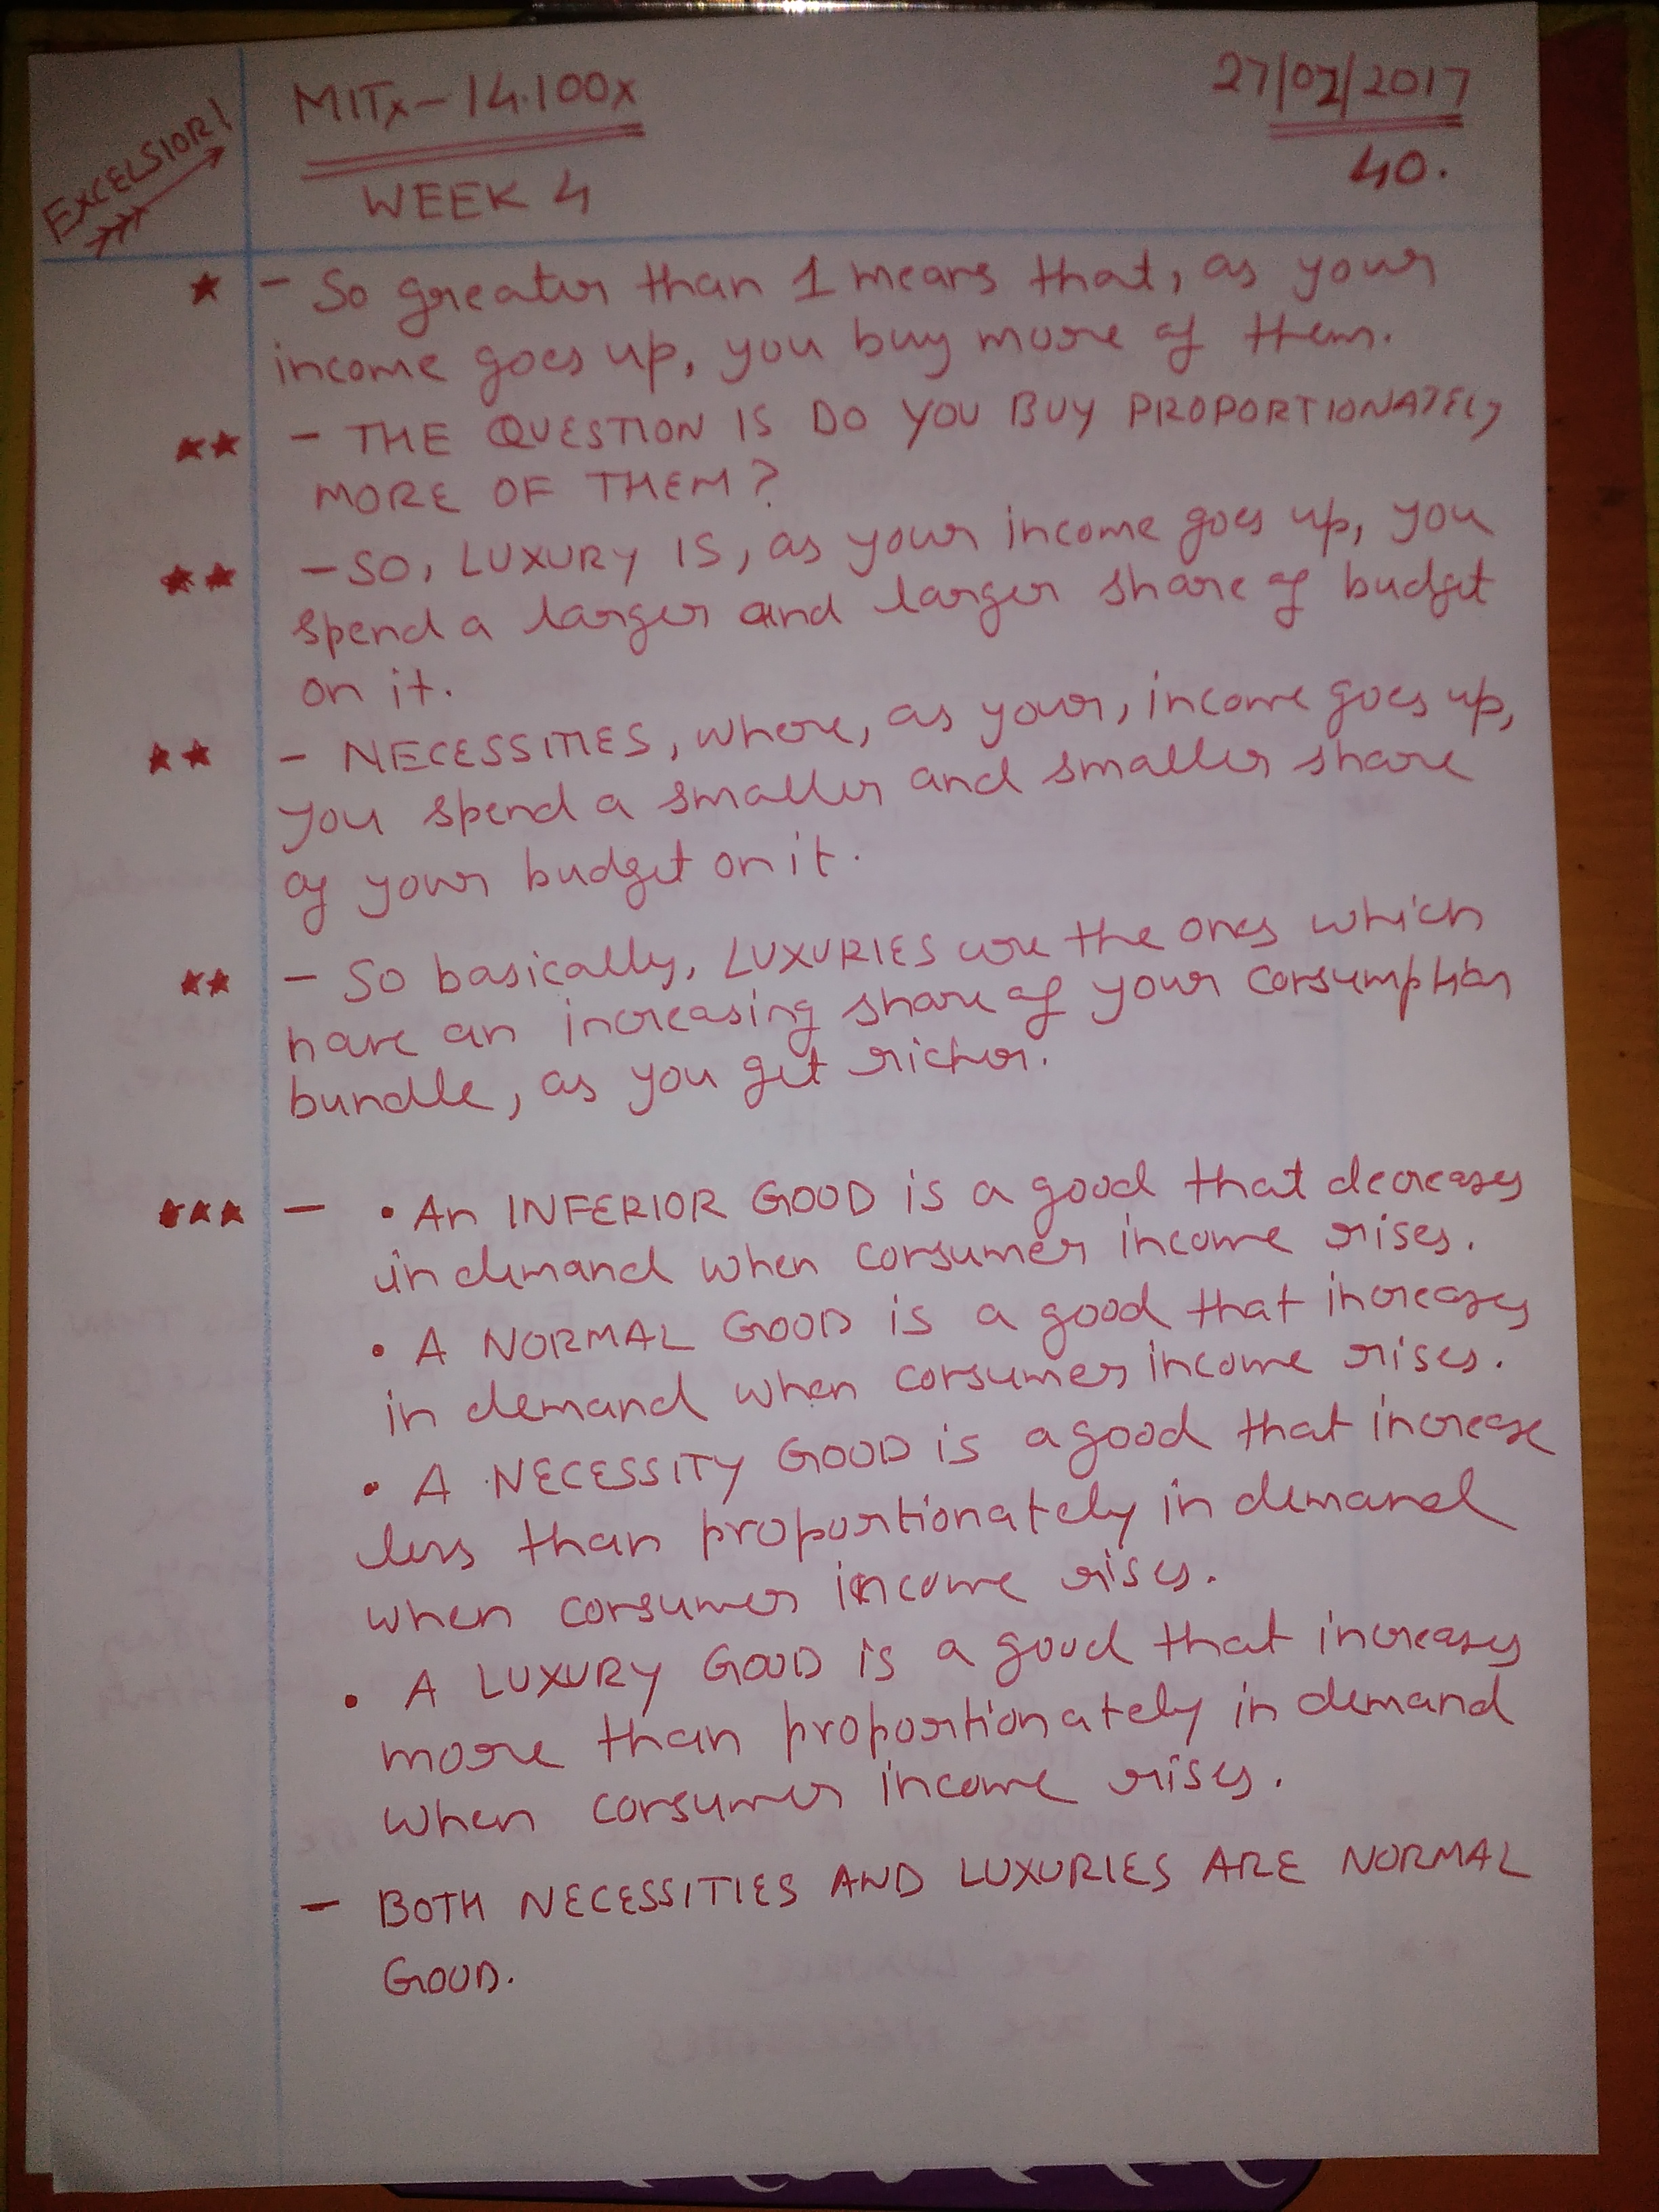 EXCELSIOR!
MITx-14.100x
27/02/2017
WEEK 4
40.
★ - So greater than 1 means that, as your
income goes up, you buy more of them.
★★ - THE QUESTION IS DO YOU BUY PROPORTIONATELY
MORE OF THEM?
★★ - SO, LUXURY IS, as your income goes up, you
spend a larger and larger share of budget
on it.
★★ - NECESSITIES, where, as your, income goes up,
you spend a smaller and smaller share
of your budget on it.
★★ - So basically, LUXURIES are the ones which
have an increasing share of your consumption
bundle, as you get richer.
★★★ - • An INFERIOR GOOD is a good that decreases
in demand when consumer income rises.
• A NORMAL GOOD is a good that increases
in demand when consumer income rises.
• A NECESSITY GOOD is a good that increase
less than proportionately in demand
when consumer income rises.
• A LUXURY GOOD is a good that increases
more than proportionately in demand
when consumer income rises.
- BOTH NECESSITIES AND LUXURIES ARE NORMAL
GOOD.